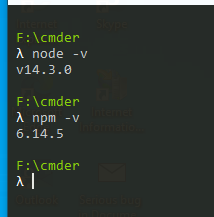 F:\cmder
λ node -v
v14.3.0
F:\cmder
λ npm -v
6.14.5
F:\cmder
λ